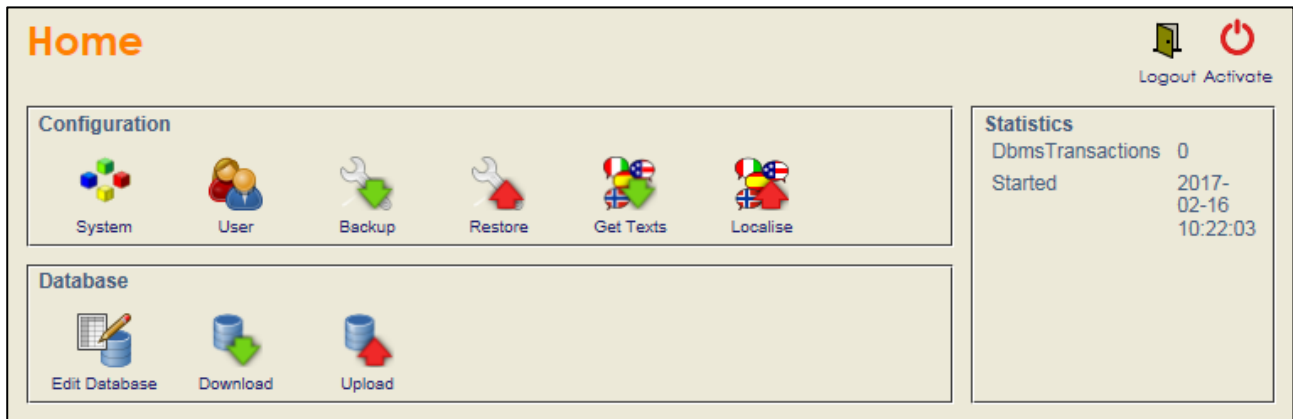 Home
Logout Activate
Configuration
System User Backup Restore Get Texts Localise
Statistics
DbmsTransactions 0
Started 2017-
02-16
10:22:03
Database
Edit Database Download Upload